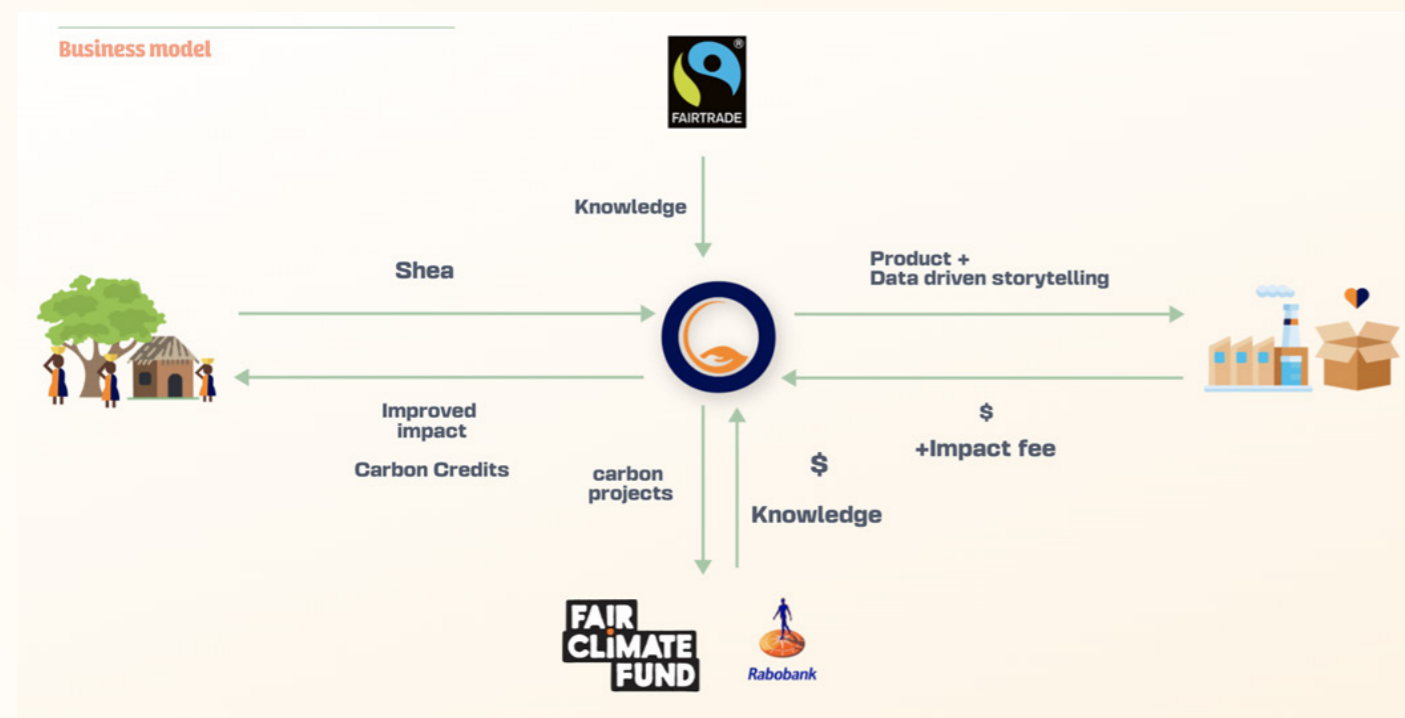 Business model
®
FAIRTRADE
Knowledge
Shea
Product +
Data driven storytelling
Improved
impact
Carbon Credits
carbon
projects
$
Knowledge
$
+Impact fee
FAIR
CLIMATE
FUND
Rabobank